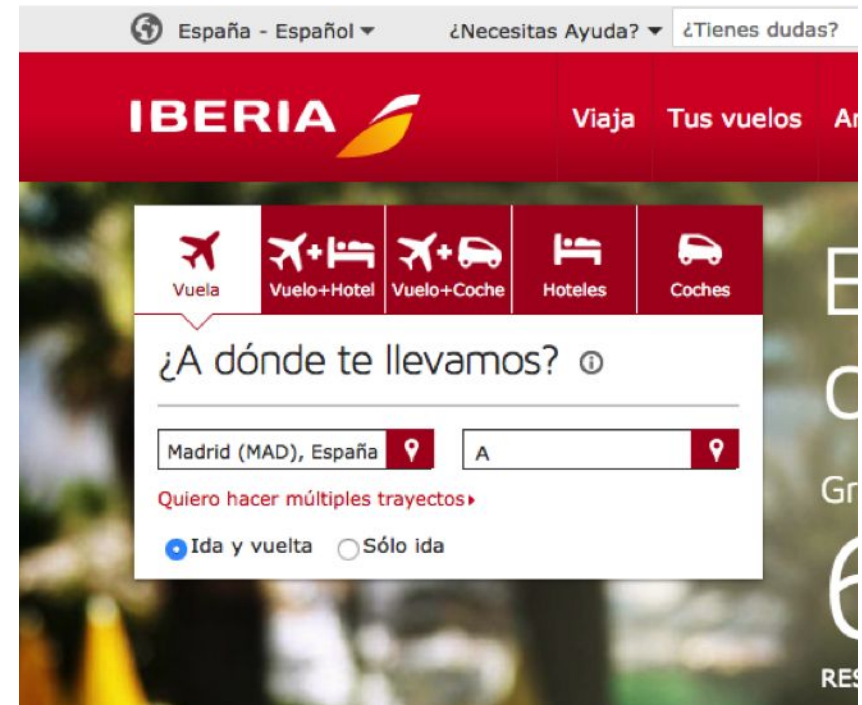 España - Español ¿Necesitas Ayuda? ¿Tienes dudas?
IBERIA Viaja Tus vuelos
Vuela Vuelo+Hotel Vuelo+Coche Hoteles Coches
¿A dónde te llevamos?
Madrid (MAD), España A
Quiero hacer múltiples trayectos
Ida y vuelta Sólo ida